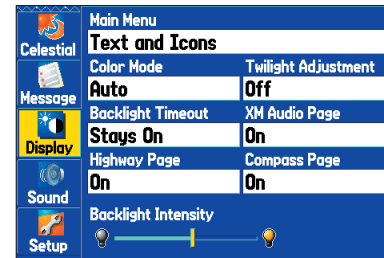 Celestial
Message
Display
Sound
Setup
Main Menu
Text and Icons
Color Mode
Twilight Adjustment
Auto
Off
Backlight Timeout
XM Audio Page
Stays On
On
Highway Page
Compass Page
On
On
Backlight Intensity